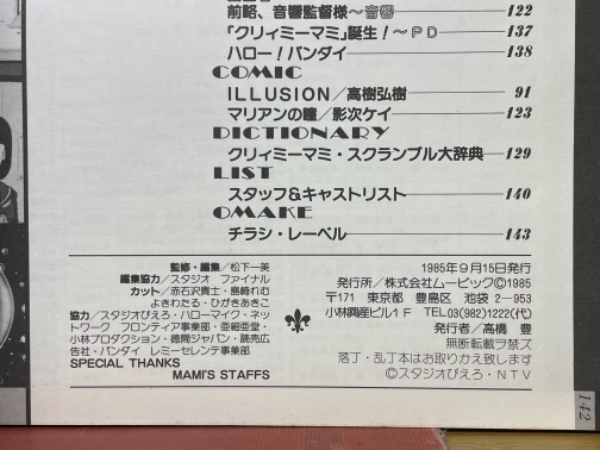 前略、音響監督様〜音響 122
「クリィミーマミ」誕生！〜PD 137
ハロー！バンダイ 138
COMIC
ILLUSION／高樹弘樹 91
マリアンの瞳／影次ケイ 123
DICTIONARY
クリィミーマミ・スクランブル大辞典 129
LIST
スタッフ&キャストリスト 140
OMAKE
チラシ・レーベル 143
監修・編集／松下一美
編集協力／スタジオ ファイナル
カット／赤石沢貴士・島崎れむ
よきわたる・ひがきあきこ
協力／スタジオぴえろ・ハローマイク・ネッ
トワーク フロンティア事業部・亜細亜堂・
小林プロダクション・徳間ジャパン・読売広
告社・バンダイ レミーセレンテ事業部
SPECIAL THANKS
MAMI'S STAFFS
1985年9月15日発行
発行所／株式会社ムービック©1985
〒171 東京都 豊島区 池袋 2-953
小林興産ビル1F TEL03(982)1222(代)
発行者／高橋 豊
無断転載ヲ禁ズ
落丁・乱丁本はお取りかえ致します
©スタジオぴえろ・NTV
142